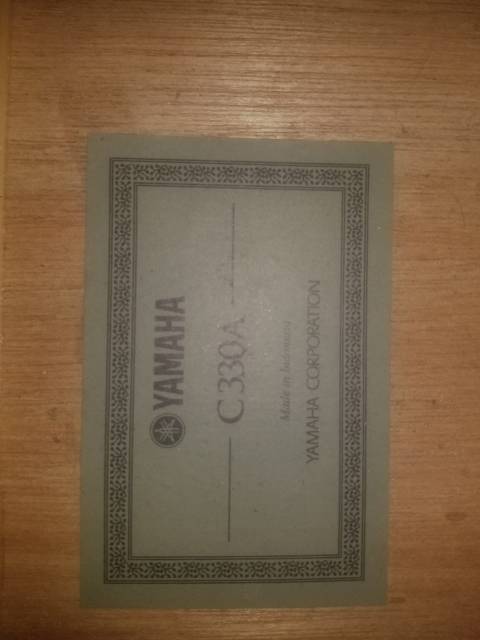 YAMAHA
C330A
Made in Indonesia
YAMAHA CORPORATION